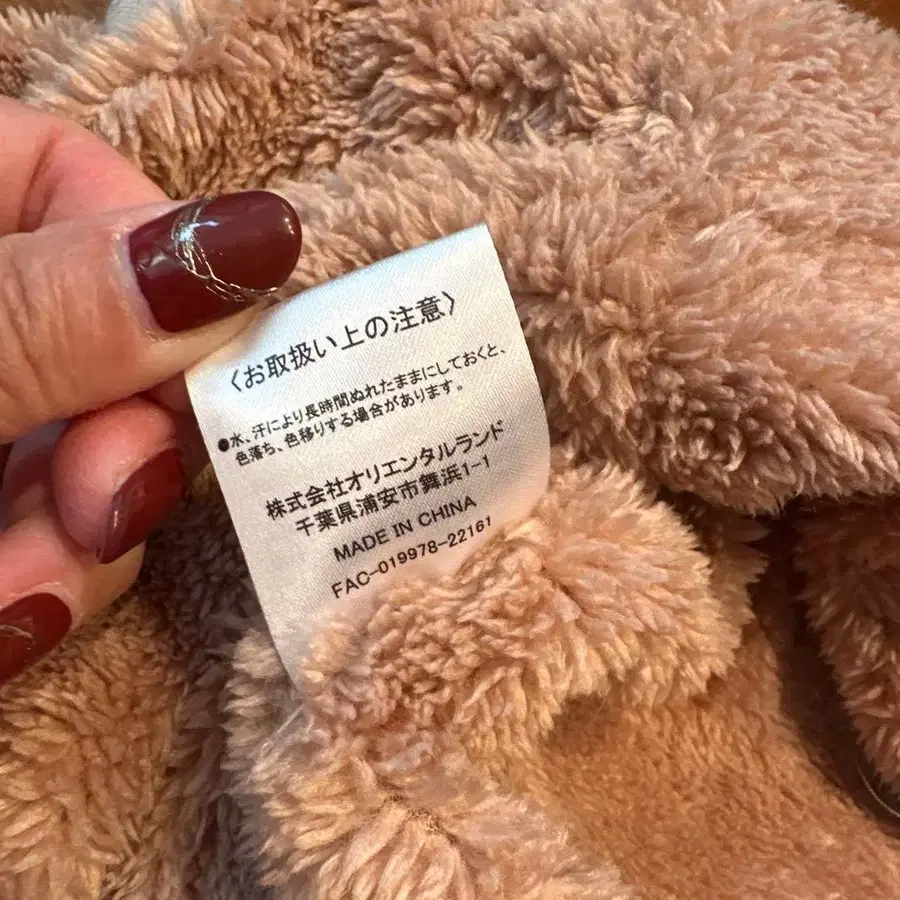 〈お取扱い上の注意〉
●水、汗により長時間ぬれたままにしておくと、
色落ち、色移りする場合があります。
株式会社オリエンタルランド
千葉県浦安市舞浜1-1
MADE IN CHINA
FAC-019978-22161